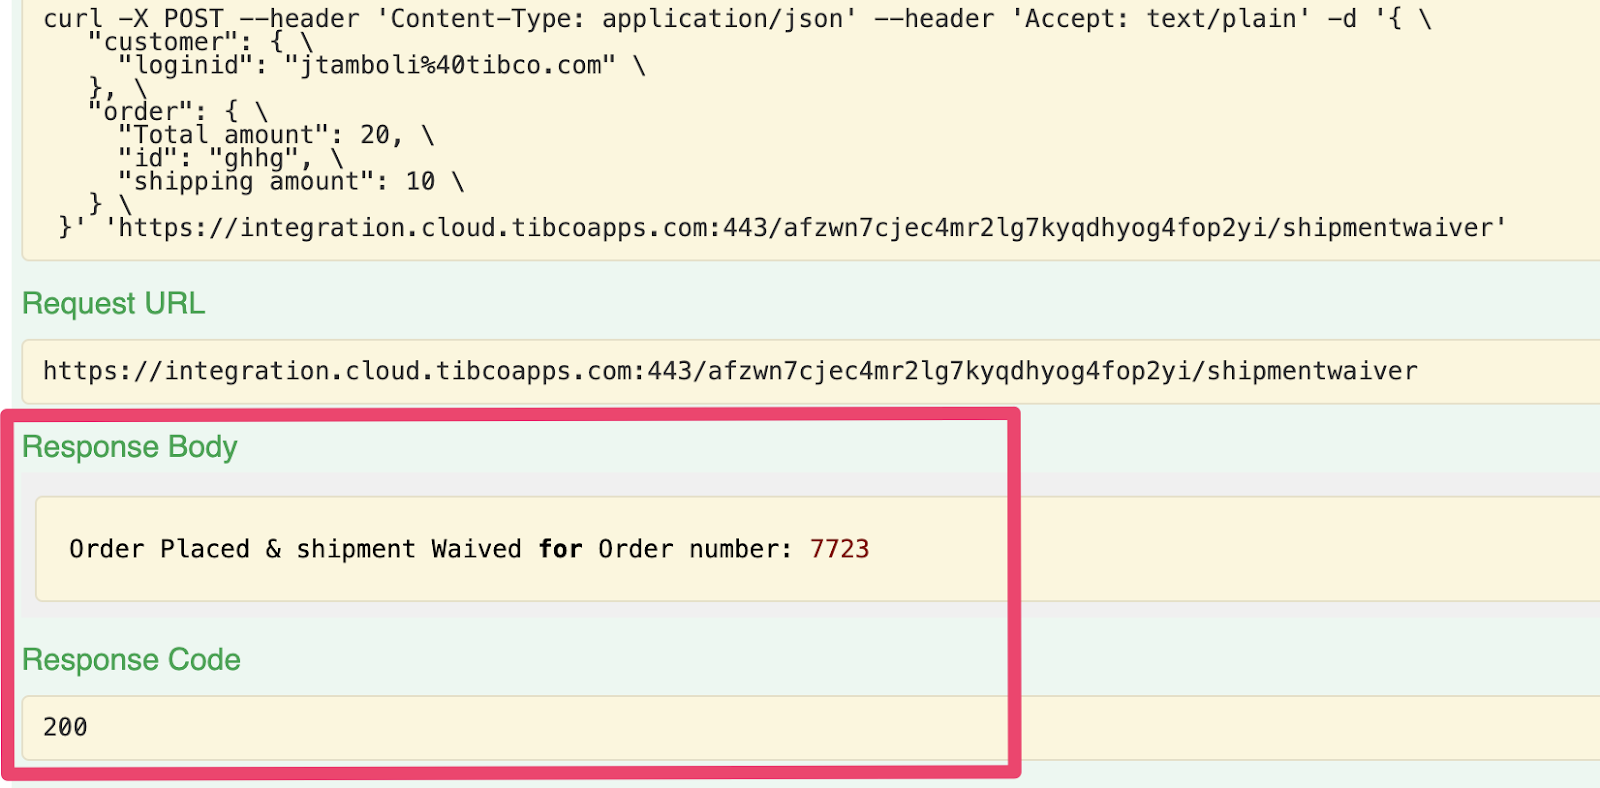 curl -X POST --header 'Content-Type: application/json' --header 'Accept: text/plain' -d '{ \
"customer": { \
"loginid": "jtamboli%40tibco.com" \
}, \
"order": { \
"Total amount": 20, \
"id": "ghhg", \
"shipping amount": 10 \
} \
}' 'https://integration.cloud.tibcoapps.com:443/afzwn7cjec4mr2lg7kyqdhyog4fop2yi/shipmentwaiver'
Request URL
https://integration.cloud.tibcoapps.com:443/afzwn7cjec4mr2lg7kyqdhyog4fop2yi/shipmentwaiver
Response Body
Order Placed & shipment Waived for Order number: 7723
Response Code
200